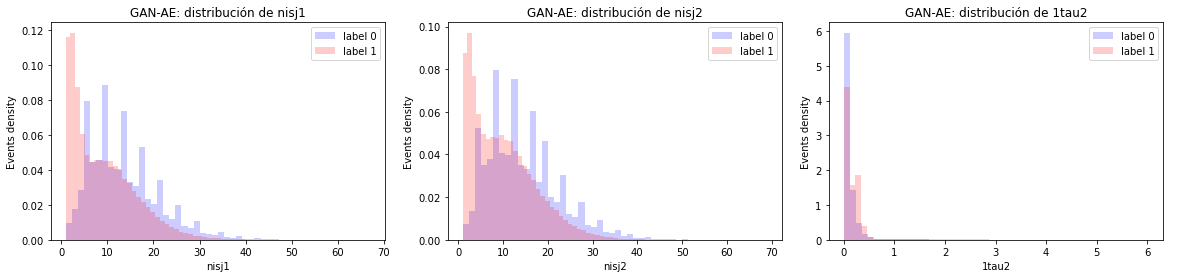 GAN-AE: distribución de nisj1
0.12
0.10
0.08
0.06
0.04
0.02
0.00
Events density
label 0
label 1
0 10 20 30 40 50 60 70
nisj1
GAN-AE: distribución de nisj2
0.10
0.08
0.06
0.04
0.02
0.00
Events density
label 0
label 1
0 10 20 30 40 50 60 70
nisj2
GAN-AE: distribución de 1tau2
6
5
4
3
2
1
0
Events density
label 0
label 1
0 1 2 3 4 5 6
1tau2